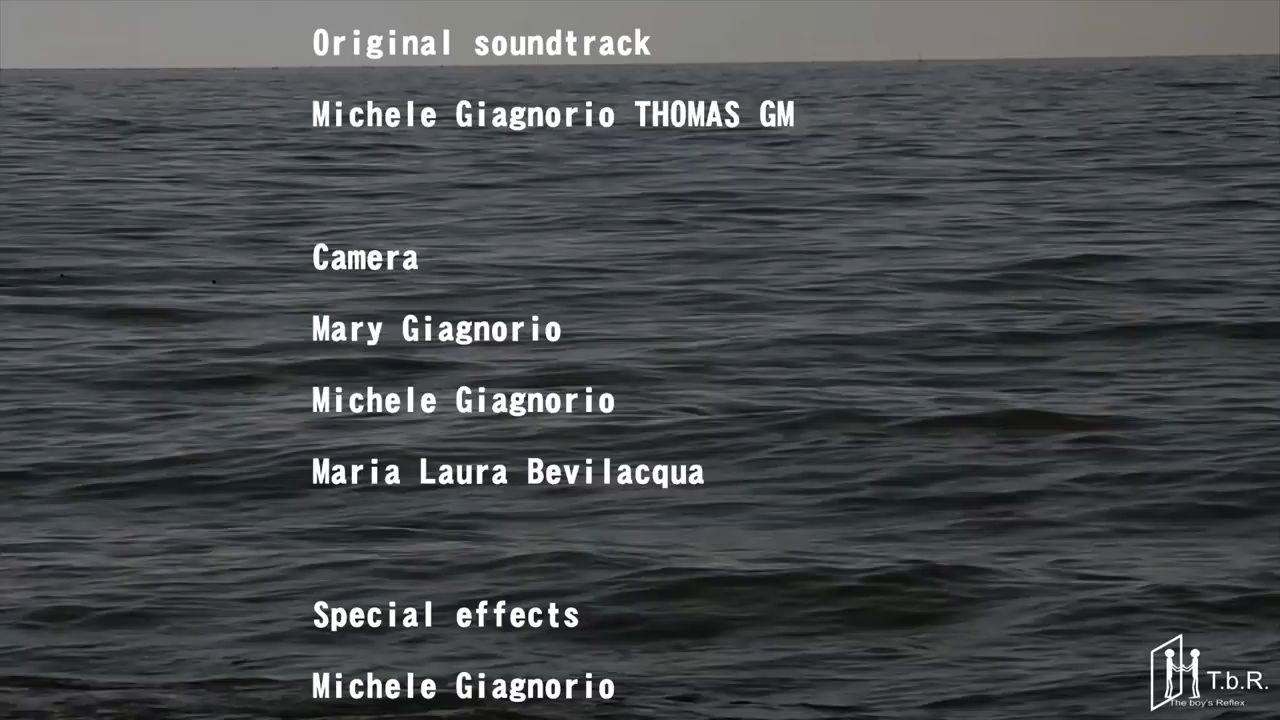 Original soundtrack
Michele Giagnorio THOMAS GM
Camera
Mary Giagnorio
Michele Giagnorio
Maria Laura Bevilacqua
Special effects
Michele Giagnorio
T.b.R.
The boy's Reflex